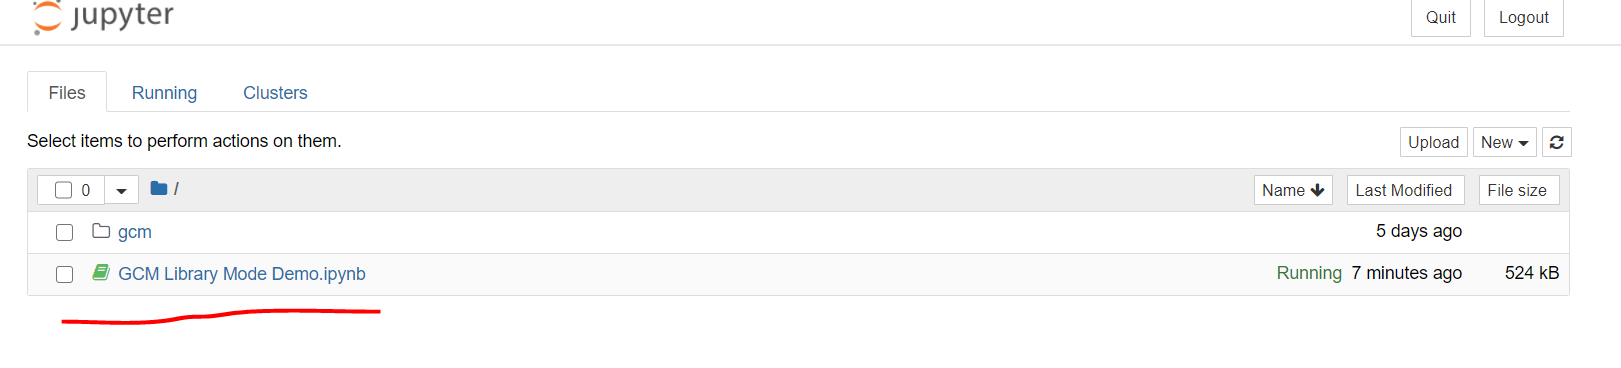 jupyter
Quit Logout
Files Running Clusters
Select items to perform actions on them.
Upload New
0 / Name Last Modified File size
gcm 5 days ago
GCM Library Mode Demo.ipynb Running 7 minutes ago 524 kB